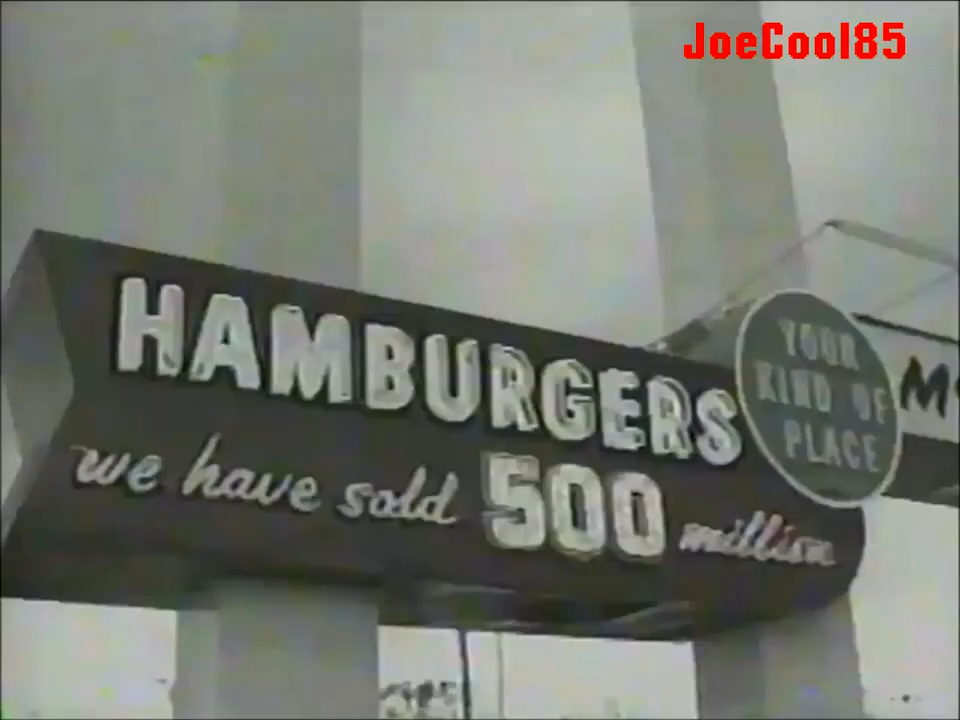 JoeCool85
HAMBURGERS
we have sold 500 million
YOUR
KIND OF
PLACE